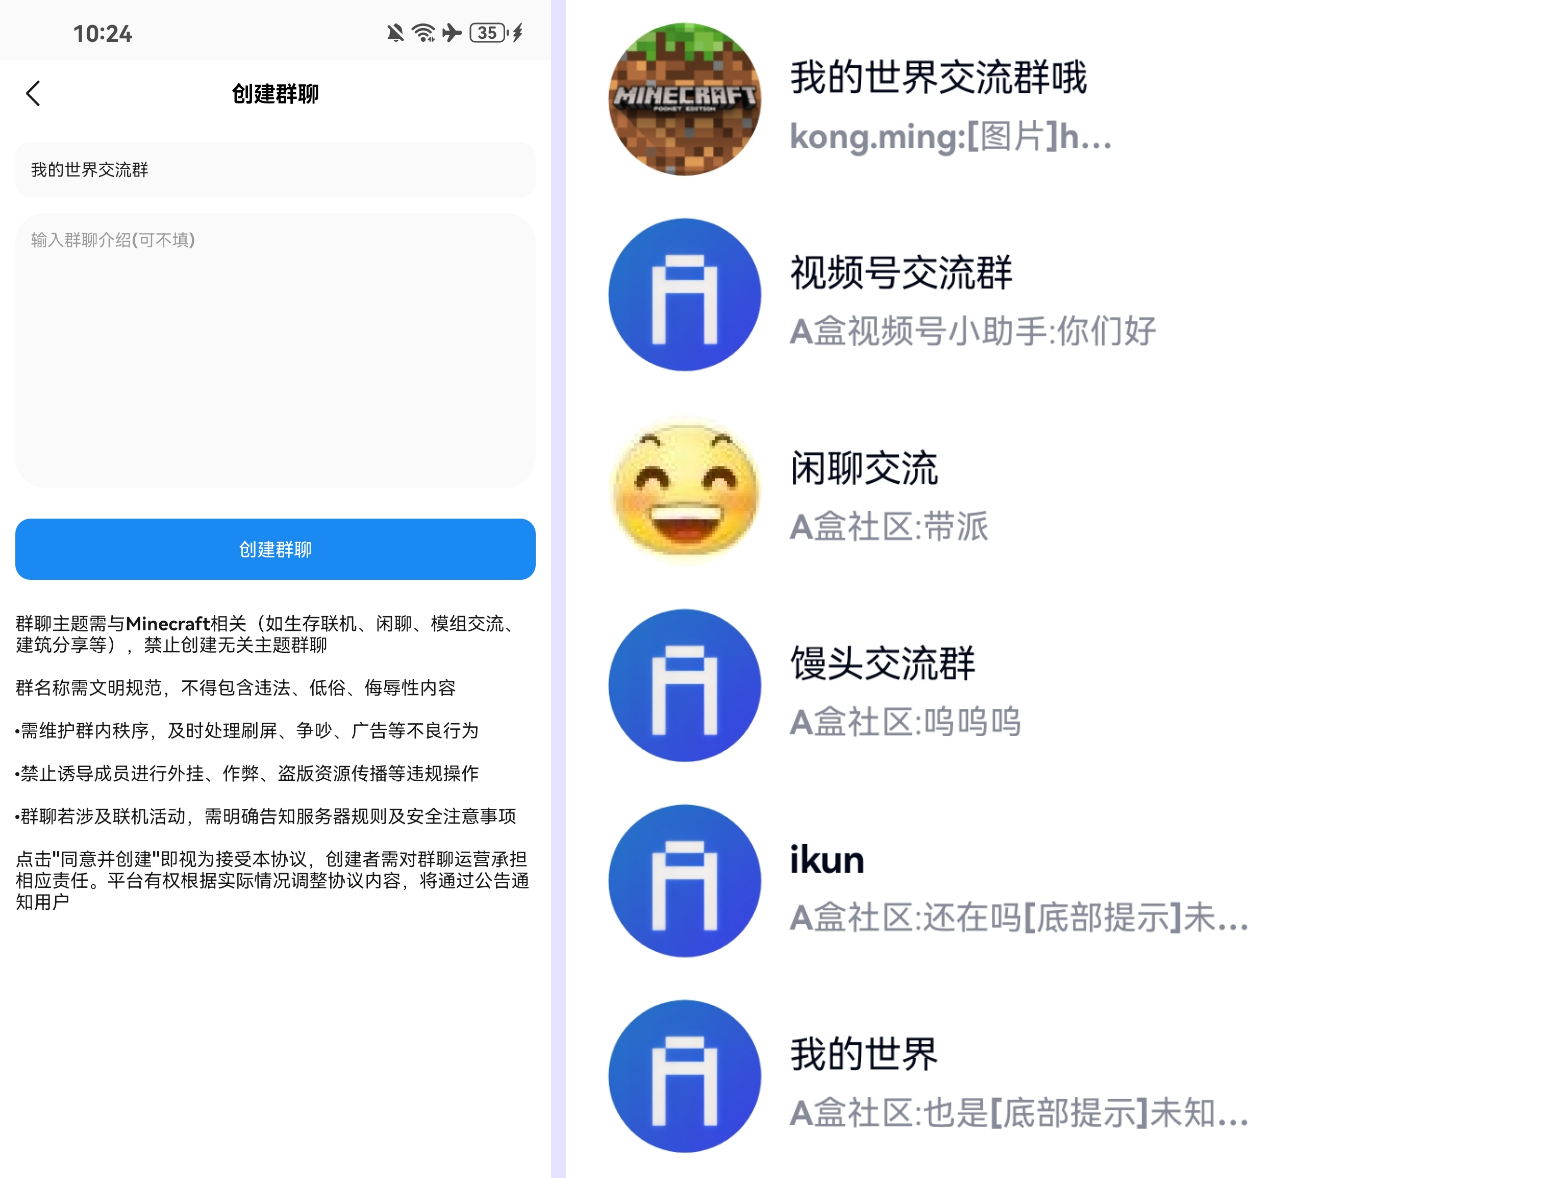 10:24
35
创建群聊
我的世界交流群
输入群聊介绍(可不填)
创建群聊
群聊主题需与Minecraft相关（如生存联机、闲聊、模组交流、
建筑分享等），禁止创建无关主题群聊
群名称需文明规范，不得包含违法、低俗、侮辱性内容
•需维护群内秩序，及时处理刷屏、争吵、广告等不良行为
•禁止诱导成员进行外挂、作弊、盗版资源传播等违规操作
•群聊若涉及联机活动，需明确告知服务器规则及安全注意事项
点击"同意并创建"即视为接受本协议，创建者需对群聊运营承担
相应责任。平台有权根据实际情况调整协议内容，将通过公告通
知用户
MINECRAFT
POCKET EDITION
我的世界交流群哦
kong.ming:[图片]h...
视频号交流群
A盒视频号小助手:你们好
闲聊交流
A盒社区:带派
馒头交流群
A盒社区:呜呜呜
ikun
A盒社区:还在吗[底部提示]未...
我的世界
A盒社区:也是[底部提示]未知...